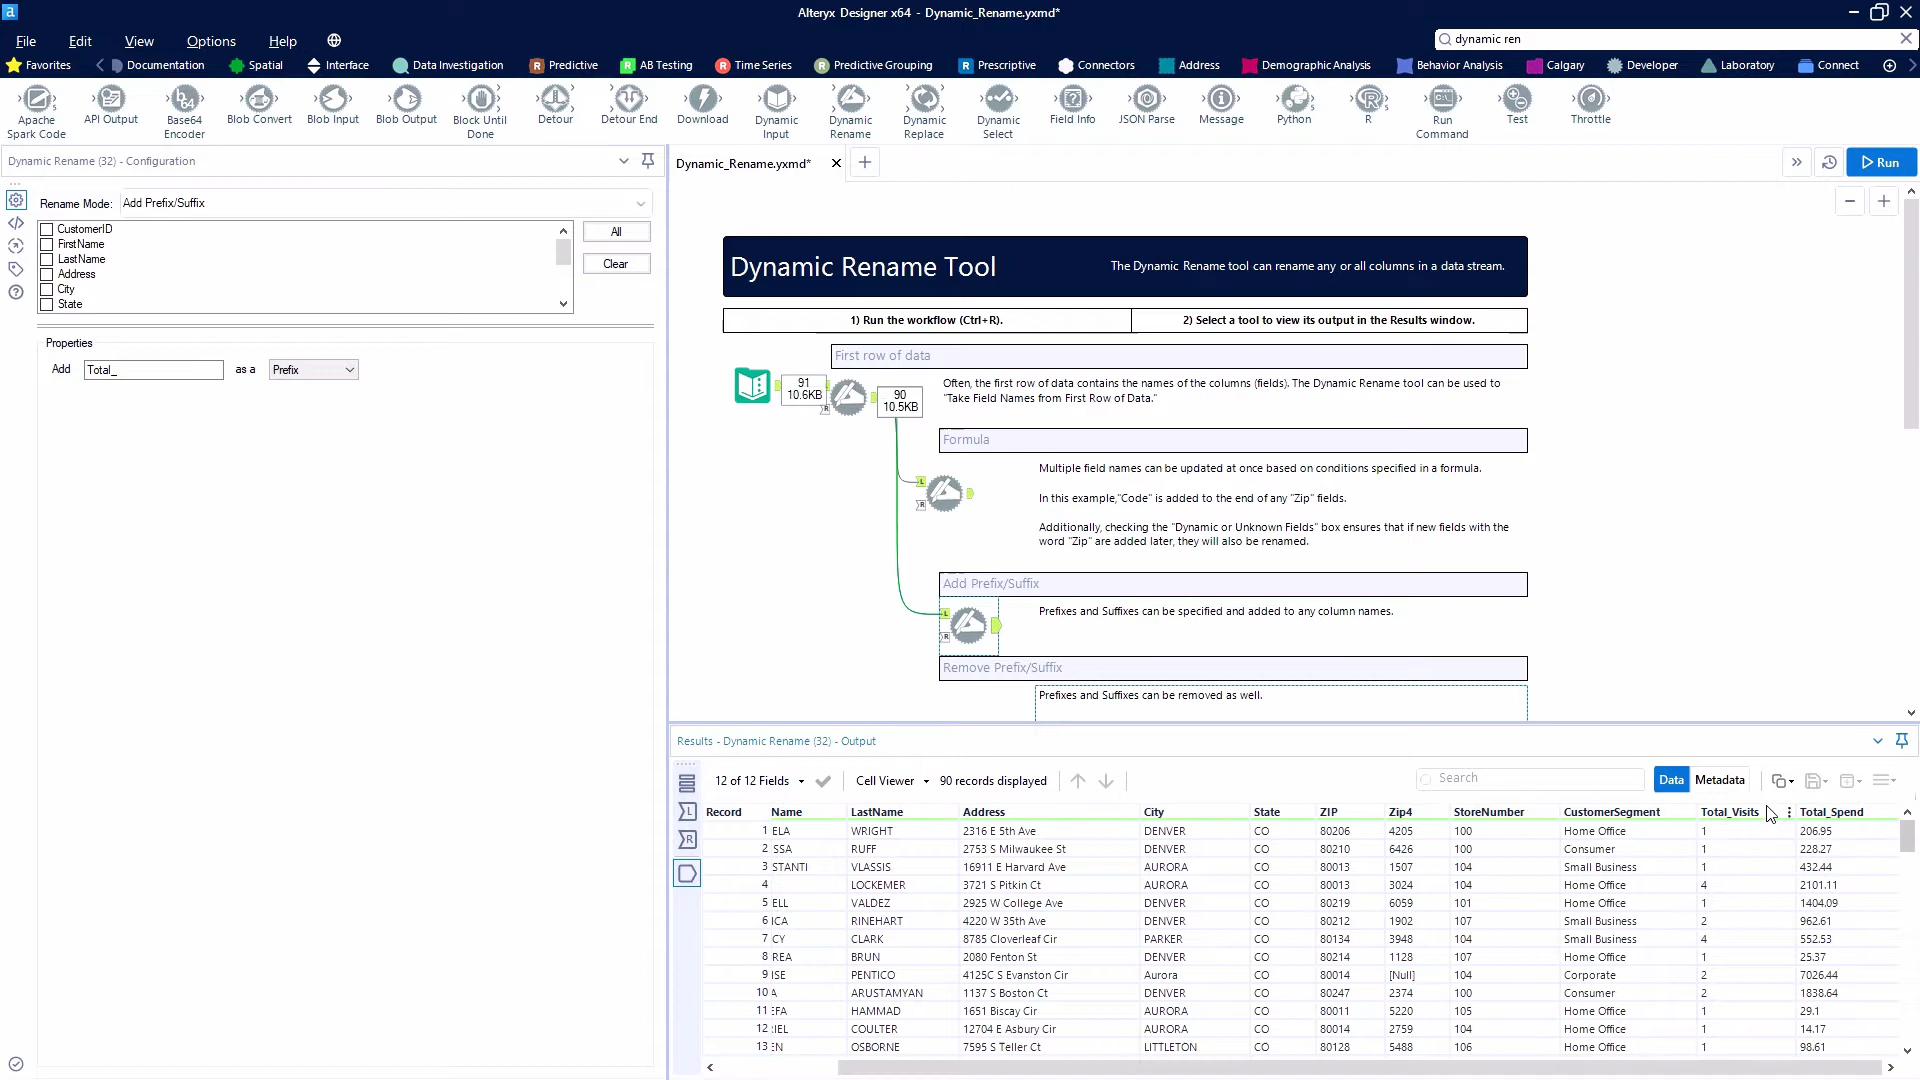 Alteryx Designer x64 - Dynamic_Rename.yxmd*
File Edit View Options Help
dynamic ren
Favorites Documentation Spatial Interface Data Investigation Predictive AB Testing Time Series Predictive Grouping Prescriptive Connectors Address Demographic Analysis Behavior Analysis Calgary Developer Laboratory Connect
Apache Spark Code
API Output
Base64 Encoder
Blob Convert
Blob Input
Blob Output
Block Until Done
Detour
Detour End
Download
Dynamic Input
Dynamic Rename
Dynamic Replace
Dynamic Select
Field Info
JSON Parse
Message
Python
R
Run Command
Test
Throttle
Dynamic Rename (32) - Configuration
Rename Mode: Add Prefix/Suffix
CustomerID
FirstName
LastName
Address
City
State
All
Clear
Properties
Add Total_ as a Prefix
Dynamic_Rename.yxmd*
Run
Dynamic Rename Tool
The Dynamic Rename tool can rename any or all columns in a data stream.
1) Run the workflow (Ctrl+R).
2) Select a tool to view its output in the Results window.
First row of data
91
10.6KB
90
10.5KB
Often, the first row of data contains the names of the columns (fields). The Dynamic Rename tool can be used to
"Take Field Names from First Row of Data."
Formula
Multiple field names can be updated at once based on conditions specified in a formula.
In this example,"Code" is added to the end of any "Zip" fields.
Additionally, checking the "Dynamic or Unknown Fields" box ensures that if new fields with the
word "Zip" are added later, they will also be renamed.
Add Prefix/Suffix
Prefixes and Suffixes can be specified and added to any column names.
Remove Prefix/Suffix
Prefixes and Suffixes can be removed as well.
Results - Dynamic Rename (32) - Output
12 of 12 Fields Cell Viewer 90 records displayed Search Data Metadata
Record Name LastName Address City State ZIP Zip4 StoreNumber CustomerSegment Total_Visits Total_Spend
1 ELA WRIGHT 2316 E 5th Ave DENVER CO 80206 4205 100 Home Office 1 206.95
2 SSA RUFF 2753 S Milwaukee St DENVER CO 80210 6426 100 Consumer 1 228.27
3 STANTI VLASSIS 16911 E Harvard Ave AURORA CO 80013 1507 104 Small Business 1 432.44
4 LOCKEMER 3721 S Pitkin Ct AURORA CO 80013 3024 104 Home Office 4 2101.11
5 ELL VALDEZ 2925 W College Ave DENVER CO 80219 6059 101 Home Office 1 1404.09
6 ICA RINEHART 4220 W 35th Ave DENVER CO 80212 1902 107 Small Business 2 962.61
7 CY CLARK 8785 Cloverleaf Cir PARKER CO 80134 3948 104 Small Business 4 552.53
8 REA BRUN 2080 Fenton St DENVER CO 80214 1128 107 Home Office 1 25.37
9 ISE PENTICO 4125C S Evanston Cir Aurora CO 80014 [Null] 104 Corporate 2 7026.44
10 A ARUSTAMYAN 1137 S Boston Ct DENVER CO 80247 2374 100 Consumer 2 1838.64
11 EFA HAMMAD 1651 Biscay Cir AURORA CO 80011 5220 105 Home Office 1 29.1
12 IEL COULTER 12704 E Asbury Cir AURORA CO 80014 2759 104 Home Office 1 14.17
13 EN OSBORNE 7595 S Teller Ct LITTLETON CO 80128 5488 106 Home Office 1 98.61